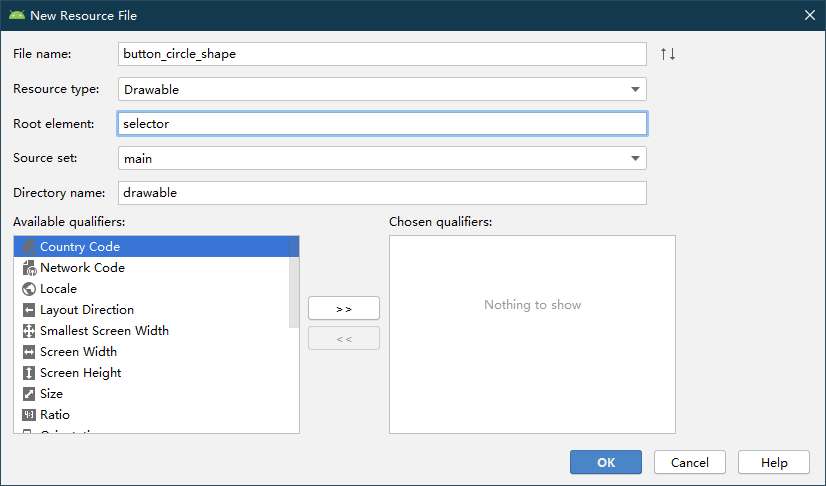 New Resource File
File name: button_circle_shape
Resource type: Drawable
Root element: selector
Source set: main
Directory name: drawable
Available qualifiers: Chosen qualifiers:
Country Code
Network Code
Locale
Layout Direction
Smallest Screen Width
Screen Width
Screen Height
Size
Ratio
>>
<<
Nothing to show
OK Cancel Help